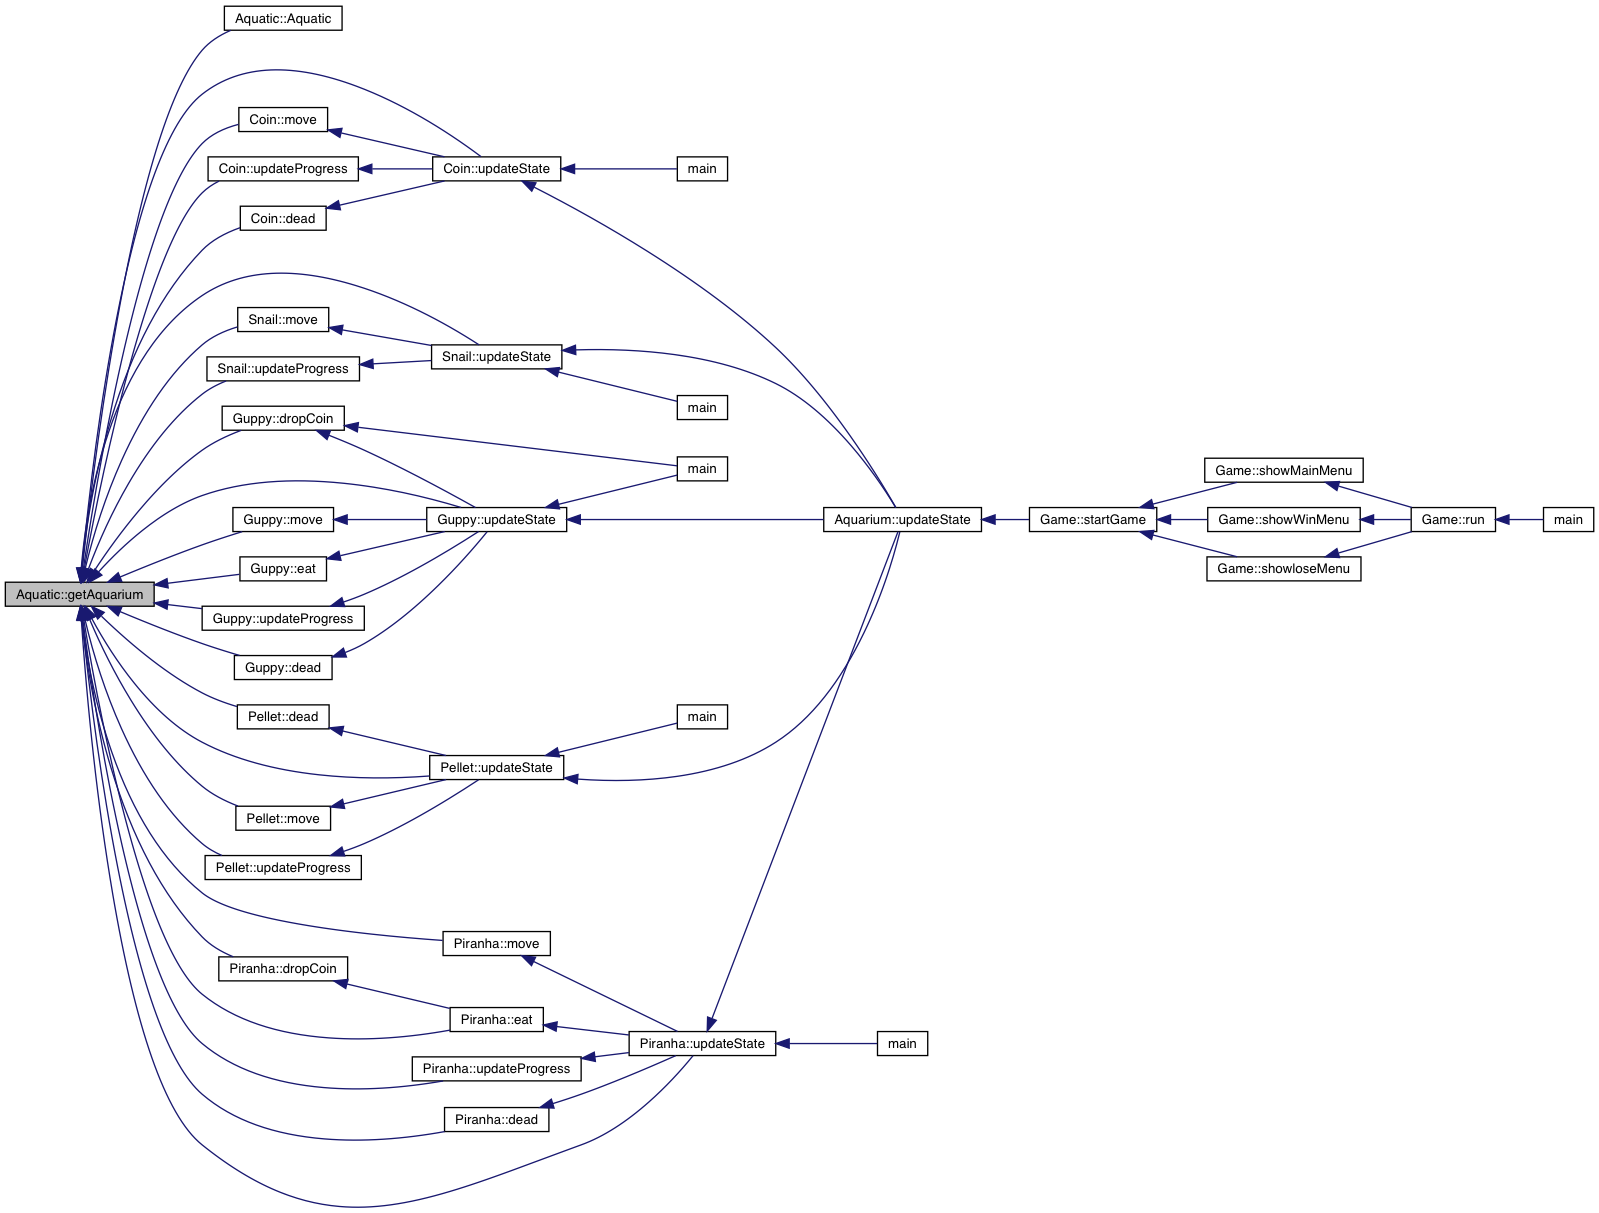 Aquatic::Aquatic
Coin::move
Coin::updateProgress
Coin::updateState
main
Coin::dead
Snail::move
Snail::updateState
Snail::updateProgress
main
Guppy::dropCoin
main
Game::showMainMenu
Guppy::move
Guppy::updateState
Aquarium::updateState
Game::startGame
Game::showWinMenu
Game::run
main
Guppy::eat
Game::showloseMenu
Aquatic::getAquarium
Guppy::updateProgress
Guppy::dead
Pellet::dead
main
Pellet::updateState
Pellet::move
Pellet::updateProgress
Piranha::move
Piranha::dropCoin
Piranha::eat
Piranha::updateState
main
Piranha::updateProgress
Piranha::dead